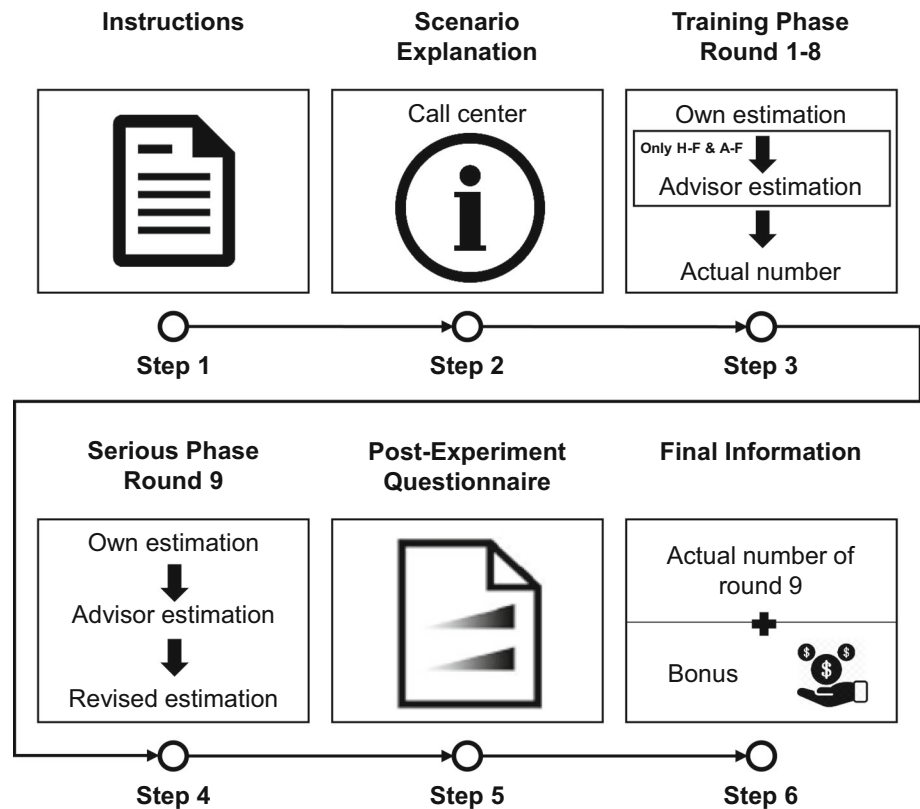 Instructions
Scenario
Explanation
Training Phase
Round 1-8
Call center
Own estimation
Only H-F & A-F
Advisor estimation
Actual number
Step 1
Step 2
Step 3
Serious Phase
Round 9
Post-Experiment
Questionnaire
Final Information
Own estimation
Advisor estimation
Revised estimation
Actual number of
round 9
Bonus
$ $ $
Step 4
Step 5
Step 6